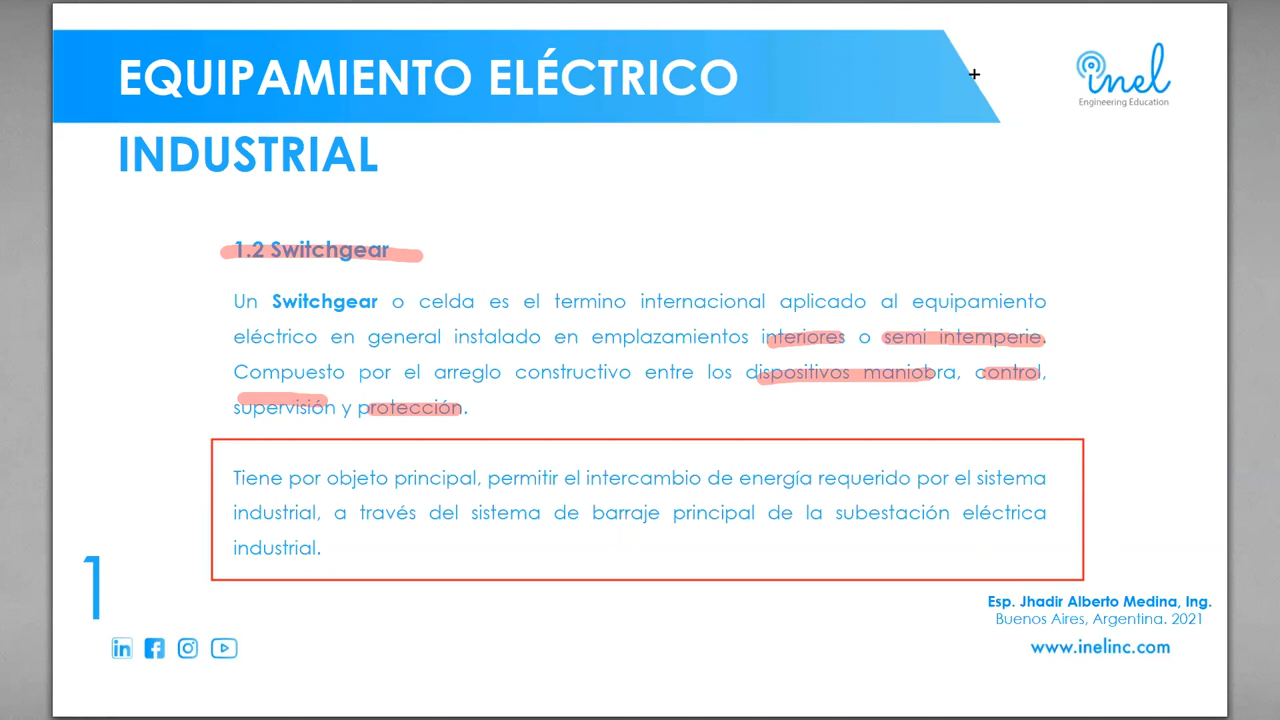 EQUIPAMIENTO ELÉCTRICO
INDUSTRIAL
inel
Engineering Education
1.2 Switchgear
Un Switchgear o celda es el termino internacional aplicado al equipamiento
eléctrico en general instalado en emplazamientos interiores o semi intemperie.
Compuesto por el arreglo constructivo entre los dispositivos maniobra, control,
supervisión y protección.
Tiene por objeto principal, permitir el intercambio de energía requerido por el sistema
industrial, a través del sistema de barraje principal de la subestación eléctrica
industrial.
1
Esp. Jhadir Alberto Medina, Ing.
Buenos Aires, Argentina. 2021
www.inelinc.com